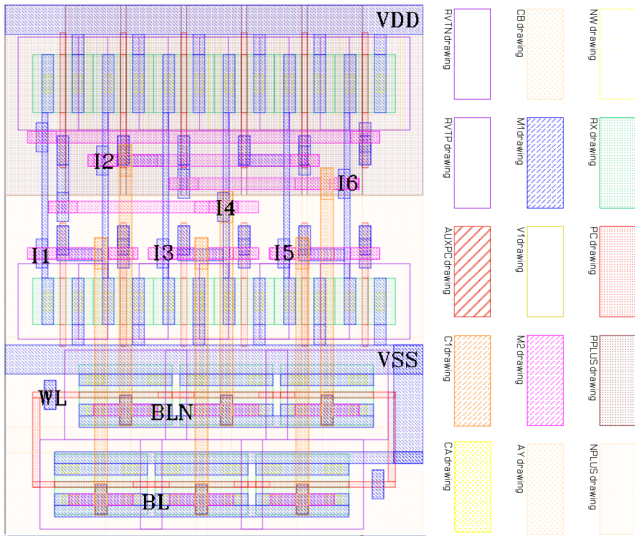 VDD
I2
I6
I4
I1
I3
I5
VSS
WL
BLN
BL
RVTN drawing
CB drawing
NW drawing
RVTP drawing
M1 drawing
RX drawing
AUXPC drawing
V1 drawing
PC drawing
C1 drawing
M2 drawing
PPLUS drawing
CA drawing
AY drawing
NPLUS drawing